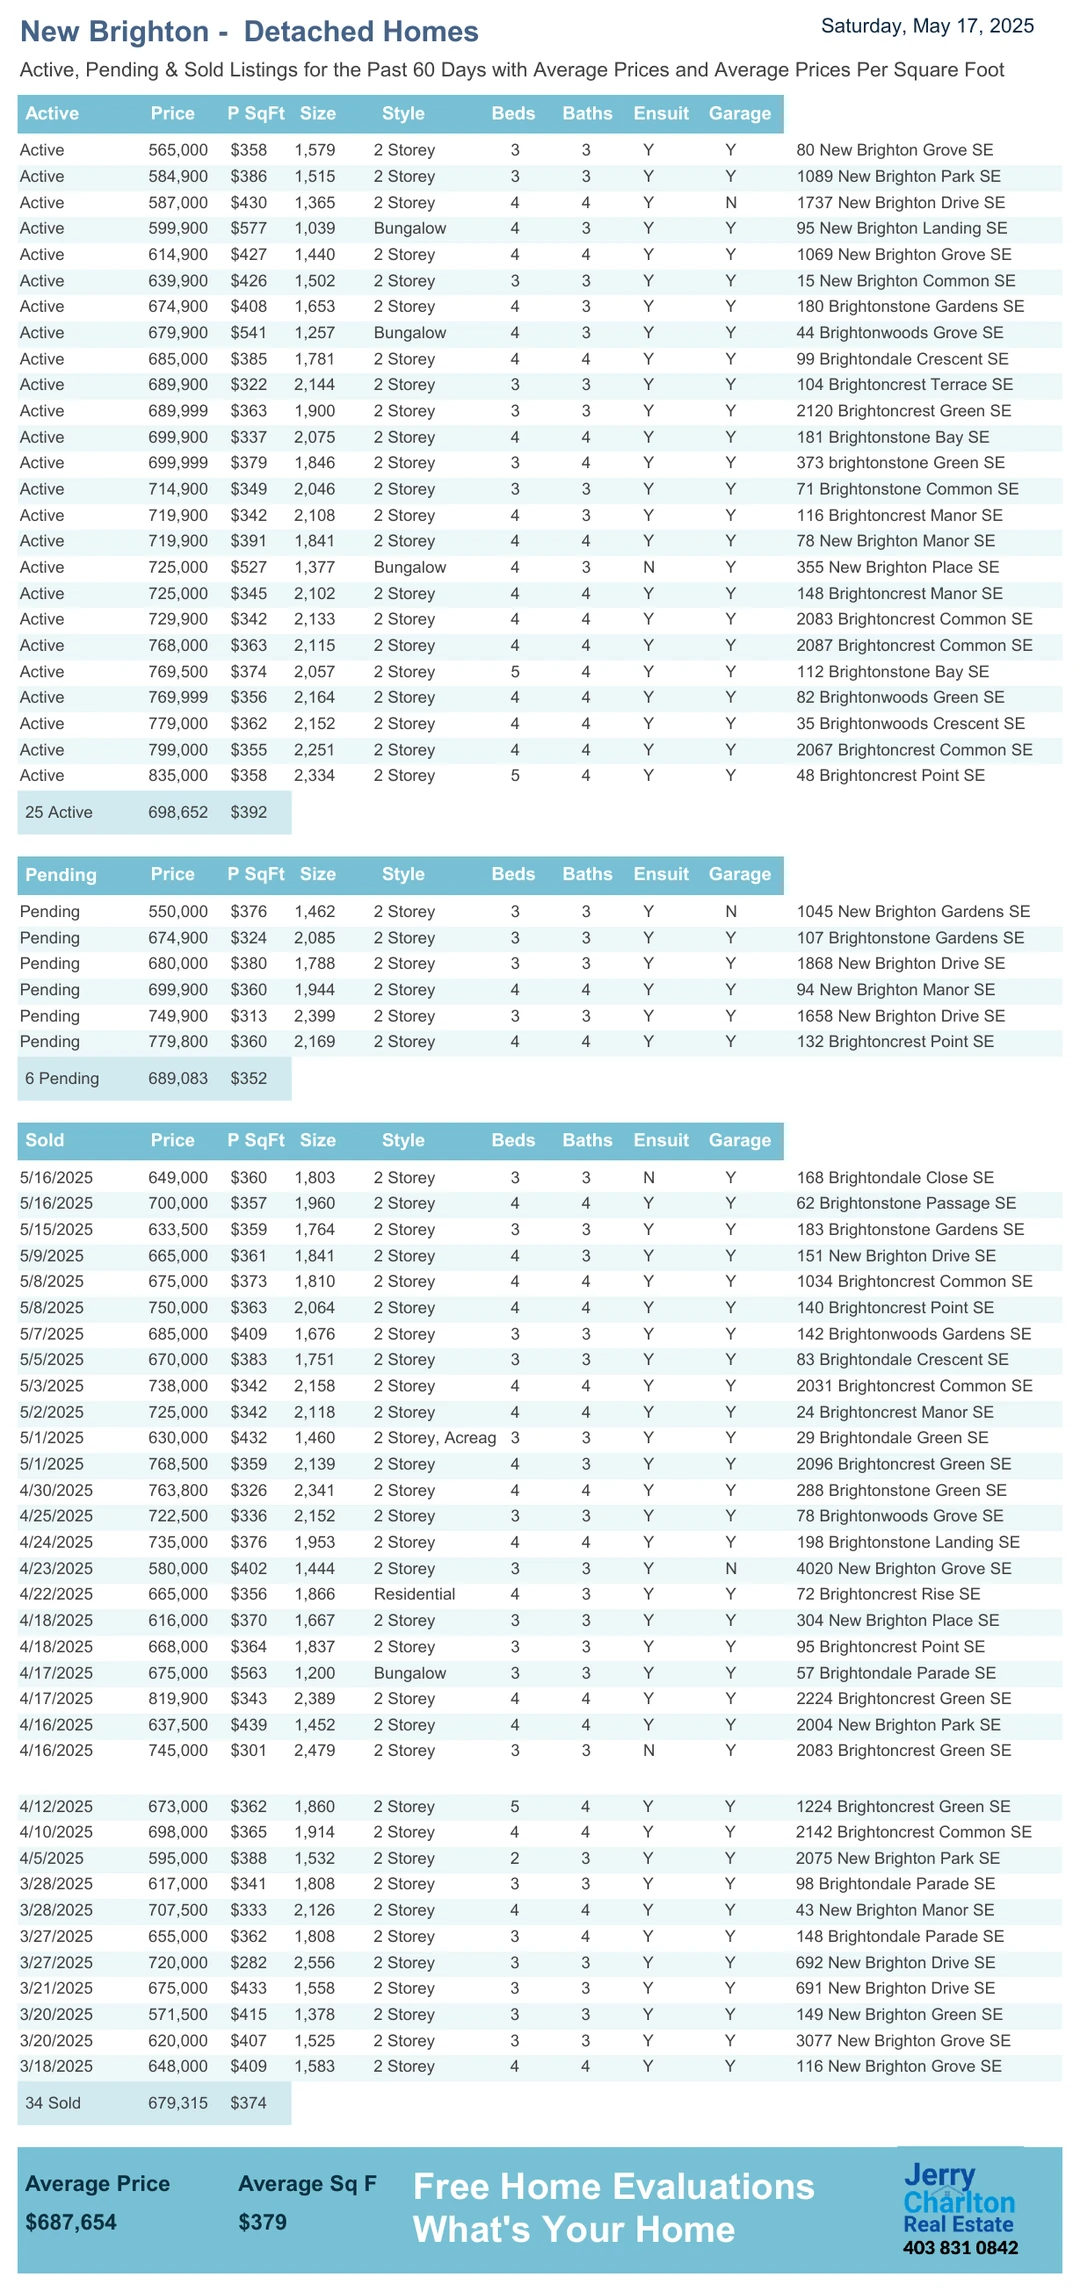 New Brighton - Detached Homes
Saturday, May 17, 2025
Active, Pending & Sold Listings for the Past 60 Days with Average Prices and Average Prices Per Square Foot
Active Price P SqFt Size Style Beds Baths Ensuit Garage
Active 565,000 $358 1,579 2 Storey 3 3 Y Y 80 New Brighton Grove SE
Active 584,900 $386 1,515 2 Storey 3 3 Y Y 1089 New Brighton Park SE
Active 587,000 $430 1,365 2 Storey 4 4 Y N 1737 New Brighton Drive SE
Active 599,900 $577 1,039 Bungalow 4 3 Y Y 95 New Brighton Landing SE
Active 614,900 $427 1,440 2 Storey 4 4 Y Y 1069 New Brighton Grove SE
Active 639,900 $426 1,502 2 Storey 3 3 Y Y 15 New Brighton Common SE
Active 674,900 $408 1,653 2 Storey 4 3 Y Y 180 Brightonstone Gardens SE
Active 679,900 $541 1,257 Bungalow 4 3 Y Y 44 Brightonwoods Grove SE
Active 685,000 $385 1,781 2 Storey 4 4 Y Y 99 Brightondale Crescent SE
Active 689,900 $322 2,144 2 Storey 3 3 Y Y 104 Brightoncrest Terrace SE
Active 689,999 $363 1,900 2 Storey 3 3 Y Y 2120 Brightoncrest Green SE
Active 699,900 $337 2,075 2 Storey 4 4 Y Y 181 Brightonstone Bay SE
Active 699,999 $379 1,846 2 Storey 3 4 Y Y 373 brightonstone Green SE
Active 714,900 $349 2,046 2 Storey 3 3 Y Y 71 Brightonstone Common SE
Active 719,900 $342 2,108 2 Storey 4 3 Y Y 116 Brightoncrest Manor SE
Active 719,900 $391 1,841 2 Storey 4 4 Y Y 78 New Brighton Manor SE
Active 725,000 $527 1,377 Bungalow 4 3 N Y 355 New Brighton Place SE
Active 725,000 $345 2,102 2 Storey 4 4 Y Y 148 Brightoncrest Manor SE
Active 729,900 $342 2,133 2 Storey 4 4 Y Y 2083 Brightoncrest Common SE
Active 768,000 $363 2,115 2 Storey 4 4 Y Y 2087 Brightoncrest Common SE
Active 769,500 $374 2,057 2 Storey 5 4 Y Y 112 Brightonstone Bay SE
Active 769,999 $356 2,164 2 Storey 4 4 Y Y 82 Brightonwoods Green SE
Active 779,000 $362 2,152 2 Storey 4 4 Y Y 35 Brightonwoods Crescent SE
Active 799,000 $355 2,251 2 Storey 4 4 Y Y 2067 Brightoncrest Common SE
Active 835,000 $358 2,334 2 Storey 5 4 Y Y 48 Brightoncrest Point SE
25 Active 698,652 $392
Pending Price P SqFt Size Style Beds Baths Ensuit Garage
Pending 550,000 $376 1,462 2 Storey 3 3 Y N 1045 New Brighton Gardens SE
Pending 674,900 $324 2,085 2 Storey 3 3 Y Y 107 Brightonstone Gardens SE
Pending 680,000 $380 1,788 2 Storey 3 3 Y Y 1868 New Brighton Drive SE
Pending 699,900 $360 1,944 2 Storey 4 4 Y Y 94 New Brighton Manor SE
Pending 749,900 $313 2,399 2 Storey 3 3 Y Y 1658 New Brighton Drive SE
Pending 779,800 $360 2,169 2 Storey 4 4 Y Y 132 Brightoncrest Point SE
6 Pending 689,083 $352
Sold Price P SqFt Size Style Beds Baths Ensuit Garage
5/16/2025 649,000 $360 1,803 2 Storey 3 3 N Y 168 Brightondale Close SE
5/16/2025 700,000 $357 1,960 2 Storey 4 4 Y Y 62 Brightonstone Passage SE
5/15/2025 633,500 $359 1,764 2 Storey 3 3 Y Y 183 Brightonstone Gardens SE
5/9/2025 665,000 $361 1,841 2 Storey 4 3 Y Y 151 New Brighton Drive SE
5/8/2025 675,000 $373 1,810 2 Storey 4 4 Y Y 1034 Brightoncrest Common SE
5/8/2025 750,000 $363 2,064 2 Storey 4 4 Y Y 140 Brightoncrest Point SE
5/7/2025 685,000 $409 1,676 2 Storey 3 3 Y Y 142 Brightonwoods Gardens SE
5/5/2025 670,000 $383 1,751 2 Storey 3 3 Y Y 83 Brightondale Crescent SE
5/3/2025 738,000 $342 2,158 2 Storey 4 4 Y Y 2031 Brightoncrest Common SE
5/2/2025 725,000 $342 2,118 2 Storey 4 4 Y Y 24 Brightoncrest Manor SE
5/1/2025 630,000 $432 1,460 2 Storey, Acreag 3 3 Y Y 29 Brightondale Green SE
5/1/2025 768,500 $359 2,139 2 Storey 4 3 Y Y 2096 Brightoncrest Green SE
4/30/2025 763,800 $326 2,341 2 Storey 4 4 Y Y 288 Brightonstone Green SE
4/25/2025 722,500 $336 2,152 2 Storey 3 3 Y Y 78 Brightonwoods Grove SE
4/24/2025 735,000 $376 1,953 2 Storey 4 4 Y Y 198 Brightonstone Landing SE
4/23/2025 580,000 $402 1,444 2 Storey 3 3 Y N 4020 New Brighton Grove SE
4/22/2025 665,000 $356 1,866 Residential 4 3 Y Y 72 Brightoncrest Rise SE
4/18/2025 616,000 $370 1,667 2 Storey 3 3 Y Y 304 New Brighton Place SE
4/18/2025 668,000 $364 1,837 2 Storey 3 3 Y Y 95 Brightoncrest Point SE
4/17/2025 675,000 $563 1,200 Bungalow 3 3 Y Y 57 Brightondale Parade SE
4/17/2025 819,900 $343 2,389 2 Storey 4 4 Y Y 2224 Brightoncrest Green SE
4/16/2025 637,500 $439 1,452 2 Storey 4 4 Y Y 2004 New Brighton Park SE
4/16/2025 745,000 $301 2,479 2 Storey 3 3 N Y 2083 Brightoncrest Green SE
4/12/2025 673,000 $362 1,860 2 Storey 5 4 Y Y 1224 Brightoncrest Green SE
4/10/2025 698,000 $365 1,914 2 Storey 4 4 Y Y 2142 Brightoncrest Common SE
4/5/2025 595,000 $388 1,532 2 Storey 2 3 Y Y 2075 New Brighton Park SE
3/28/2025 617,000 $341 1,808 2 Storey 3 3 Y Y 98 Brightondale Parade SE
3/28/2025 707,500 $333 2,126 2 Storey 4 4 Y Y 43 New Brighton Manor SE
3/27/2025 655,000 $362 1,808 2 Storey 3 4 Y Y 148 Brightondale Parade SE
3/27/2025 720,000 $282 2,556 2 Storey 3 3 Y Y 692 New Brighton Drive SE
3/21/2025 675,000 $433 1,558 2 Storey 3 3 Y Y 691 New Brighton Drive SE
3/20/2025 571,500 $415 1,378 2 Storey 3 3 Y Y 149 New Brighton Green SE
3/20/2025 620,000 $407 1,525 2 Storey 3 3 Y Y 3077 New Brighton Grove SE
3/18/2025 648,000 $409 1,583 2 Storey 4 4 Y Y 116 New Brighton Grove SE
34 Sold 679,315 $374
Average Price Average Sq F
$687,654 $379
Free Home Evaluations
What's Your Home
Jerry
Charlton
Real Estate
403 831 0842